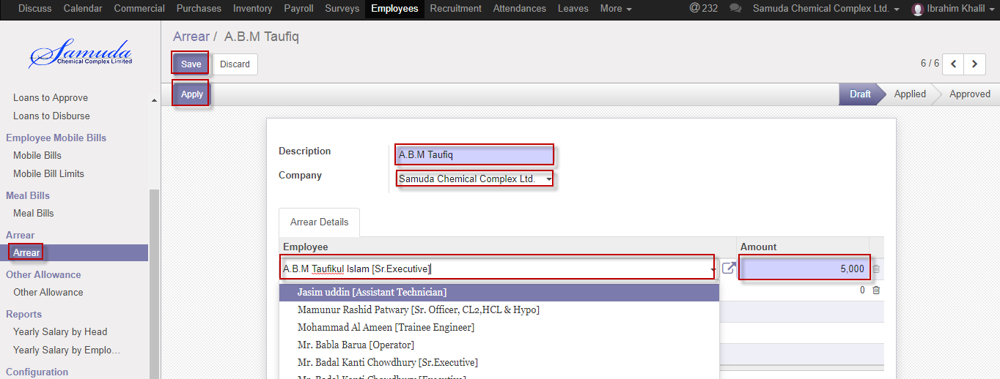 Discuss Calendar Commercial Purchases Inventory Payroll Surveys Employees Recruitment Attendances Leaves More @ 232 Samuda Chemical Complex Ltd. Ibrahim Khalil
Samuda
Chemical Complex Limited
Arrear / A.B.M Taufiq
Save Discard
6 / 6
Apply
Draft Applied Approved
Loans to Approve
Loans to Disburse
Employee Mobile Bills
Mobile Bills
Mobile Bill Limits
Meal Bills
Meal Bills
Arrear
Arrear
Other Allowance
Other Allowance
Reports
Yearly Salary by Head
Yearly Salary by Emplo…
Configuration
Description A.B.M Taufiq
Company Samuda Chemical Complex Ltd.
Arrear Details
Employee Amount
A.B.M Taufikul Islam [Sr.Executive] 5,000
0
Jasim uddin [Assistant Technician]
Mamunur Rashid Patwary [Sr. Officer, CL2,HCL & Hypo]
Mohammad Al Ameen [Trainee Engineer]
Mr. Babla Barua [Operator]
Mr. Badal Kanti Chowdhury [Sr.Executive]
Mr. Badal Kanti Chowdhury [Executive]